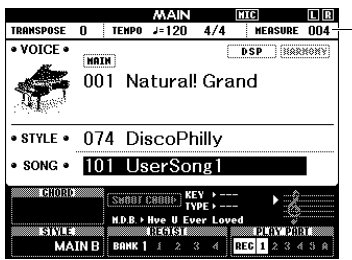 MAIN MIC L R
TRANSPOSE 0 TEMPO ♩=120 4/4 MEASURE 004
• VOICE • DSP HARMONY
MAIN
001 Natural! Grand
• STYLE • 074 DiscoPhilly
• SONG • 101 UserSong1
CHORD SMART CHORD KEY ▸ ---
TYPE ▸ ---
M.D.B. ▸ Hve U Ever Loved
STYLE REGIST PLAY PART
MAIN B BANK 1 1 2 3 4 REC 1 2 3 4 5 A